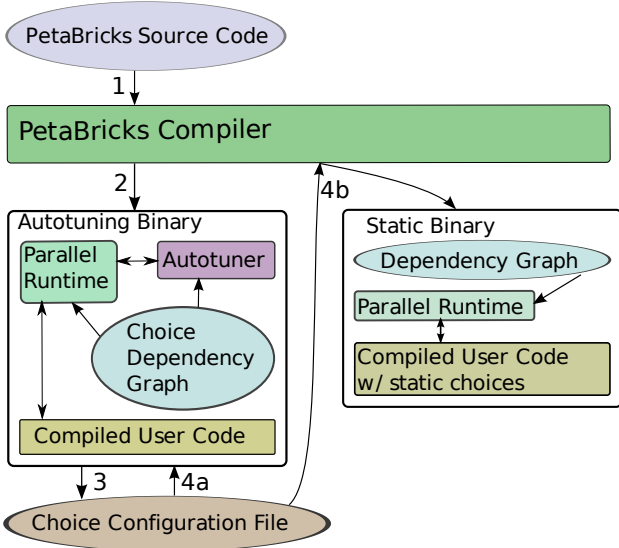 PetaBricks Source Code
1
PetaBricks Compiler
2
4b
Autotuning Binary
Parallel
Runtime
Autotuner
Choice
Dependency
Graph
Compiled User Code
Static Binary
Dependency Graph
Parallel Runtime
Compiled User Code
w/ static choices
3
4a
Choice Configuration File